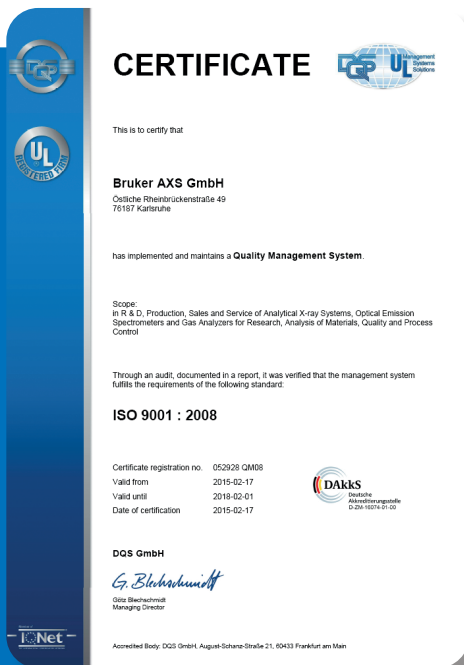 CERTIFICATE
DQS
UL
Management
Systems
Solutions
DQS
UL
REGISTERED FIRM
This is to certify that
Bruker AXS GmbH
Östliche Rheinbrückenstraße 49
76187 Karlsruhe
has implemented and maintains a Quality Management System.
Scope:
in R & D, Production, Sales and Service of Analytical X-ray Systems, Optical Emission
Spectrometers and Gas Analyzers for Research, Analysis of Materials, Quality and Process
Control
Through an audit, documented in a report, it was verified that the management system
fulfills the requirements of the following standard:
ISO 9001 : 2008
Certificate registration no. 052928 QM08
Valid from 2015-02-17
Valid until 2018-02-01
Date of certification 2015-02-17
DAkkS
Deutsche
Akkreditierungsstelle
D-ZM-16074-01-00
DQS GmbH
G. Blechschmidt
Götz Blechschmidt
Managing Director
IQNet
Accredited Body: DQS GmbH, August-Schanz-Straße 21, 60433 Frankfurt am Main